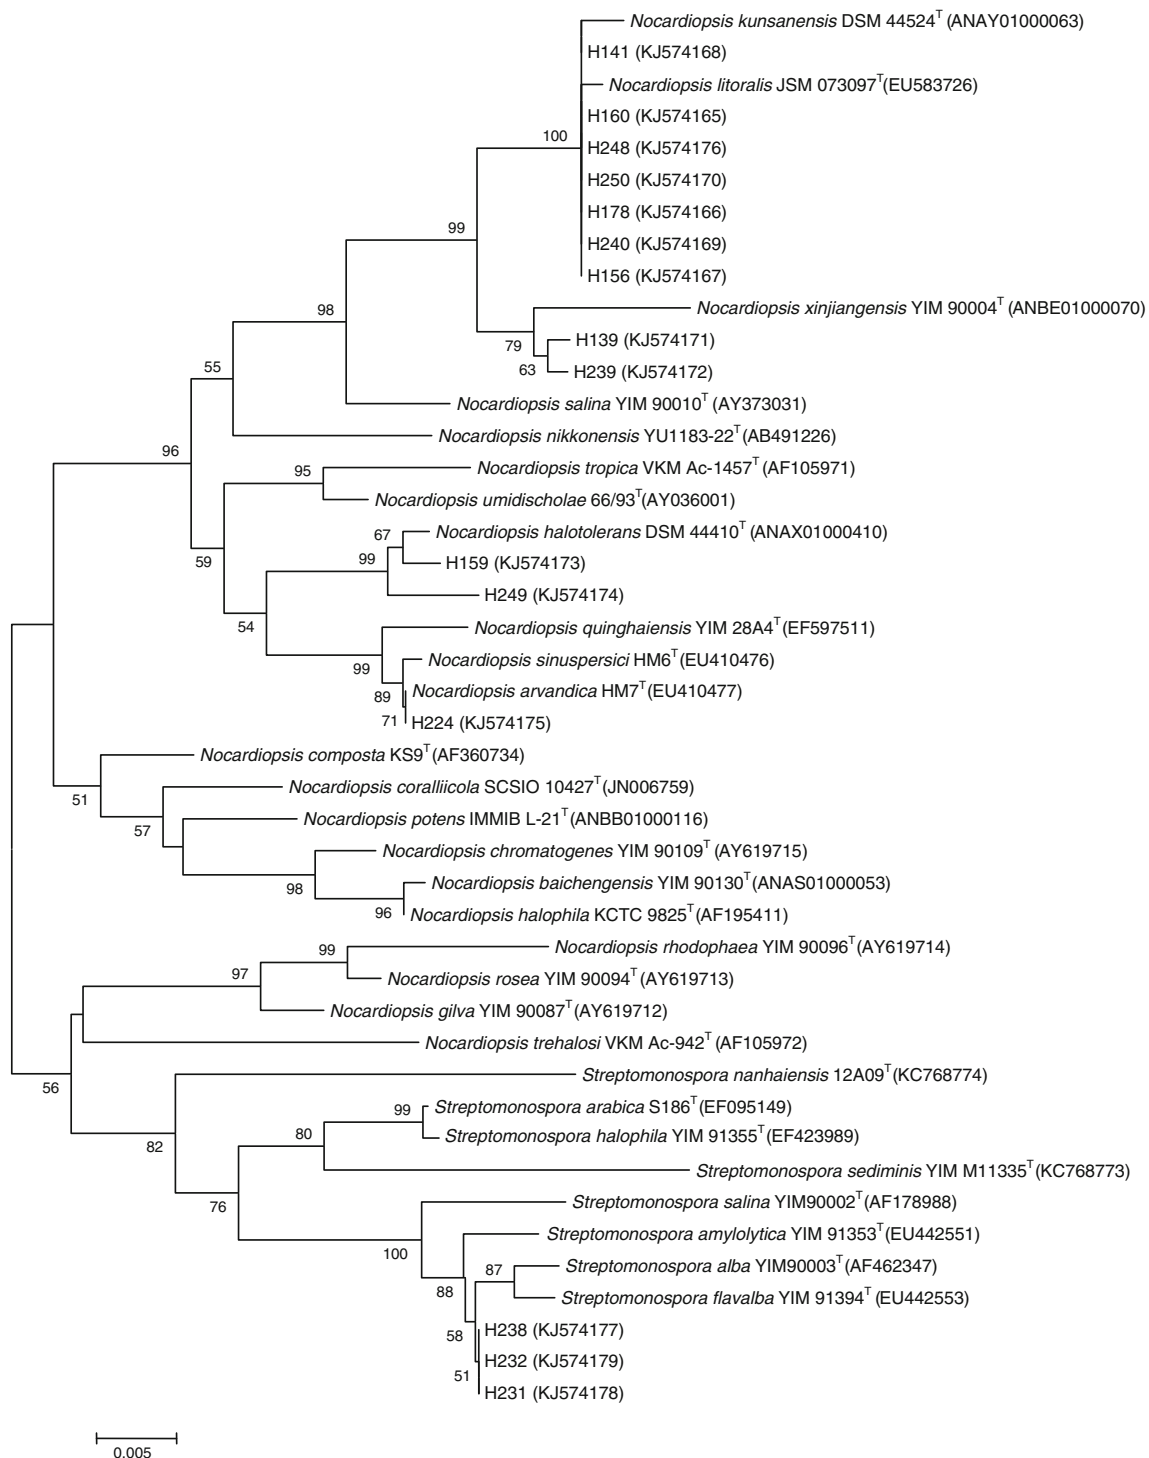 Nocardiopsis kunsanensis DSM 44524T (ANAY01000063)
H141 (KJ574168)
Nocardiopsis litoralis JSM 073097T(EU583726)
H160 (KJ574165)
100
H248 (KJ574176)
H250 (KJ574170)
H178 (KJ574166)
99
H240 (KJ574169)
H156 (KJ574167)
98
Nocardiopsis xinjiangensis YIM 90004T (ANBE01000070)
79
H139 (KJ574171)
63
H239 (KJ574172)
55
Nocardiopsis salina YIM 90010T (AY373031)
Nocardiopsis nikkonensis YU1183-22T(AB491226)
96
95
Nocardiopsis tropica VKM Ac-1457T(AF105971)
Nocardiopsis umidischolae 66/93T(AY036001)
67
Nocardiopsis halotolerans DSM 44410T (ANAX01000410)
59
99
H159 (KJ574173)
H249 (KJ574174)
54
Nocardiopsis quinghaiensis YIM 28A4T(EF597511)
99
Nocardiopsis sinuspersici HM6T(EU410476)
89
Nocardiopsis arvandica HM7T(EU410477)
71
H224 (KJ574175)
Nocardiopsis composta KS9T(AF360734)
51
Nocardiopsis coralliicola SCSIO 10427T(JN006759)
57
Nocardiopsis potens IMMIB L-21T(ANBB01000116)
Nocardiopsis chromatogenes YIM 90109T(AY619715)
98
Nocardiopsis baichengensis YIM 90130T(ANAS01000053)
96
Nocardiopsis halophila KCTC 9825T(AF195411)
99
Nocardiopsis rhodophaea YIM 90096T(AY619714)
97
Nocardiopsis rosea YIM 90094T(AY619713)
Nocardiopsis gilva YIM 90087T(AY619712)
Nocardiopsis trehalosi VKM Ac-942T (AF105972)
56
Streptomonospora nanhaiensis 12A09T(KC768774)
99
Streptomonospora arabica S186T(EF095149)
82
80
Streptomonospora halophila YIM 91355T(EF423989)
Streptomonospora sediminis YIM M11335T(KC768773)
76
Streptomonospora salina YIM90002T(AF178988)
100
Streptomonospora amylolytica YIM 91353T(EU442551)
87
Streptomonospora alba YIM90003T(AF462347)
88
Streptomonospora flavalba YIM 91394T(EU442553)
58
H238 (KJ574177)
H232 (KJ574179)
51
H231 (KJ574178)
0.005